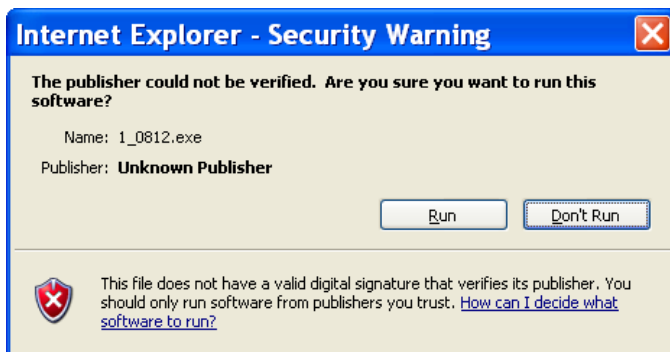 Internet Explorer - Security Warning
The publisher could not be verified.  Are you sure you want to run this
software?
Name: 1_0812.exe
Publisher: Unknown Publisher
Run
Don't Run
This file does not have a valid digital signature that verifies its publisher. You
should only run software from publishers you trust. How can I decide what
software to run?